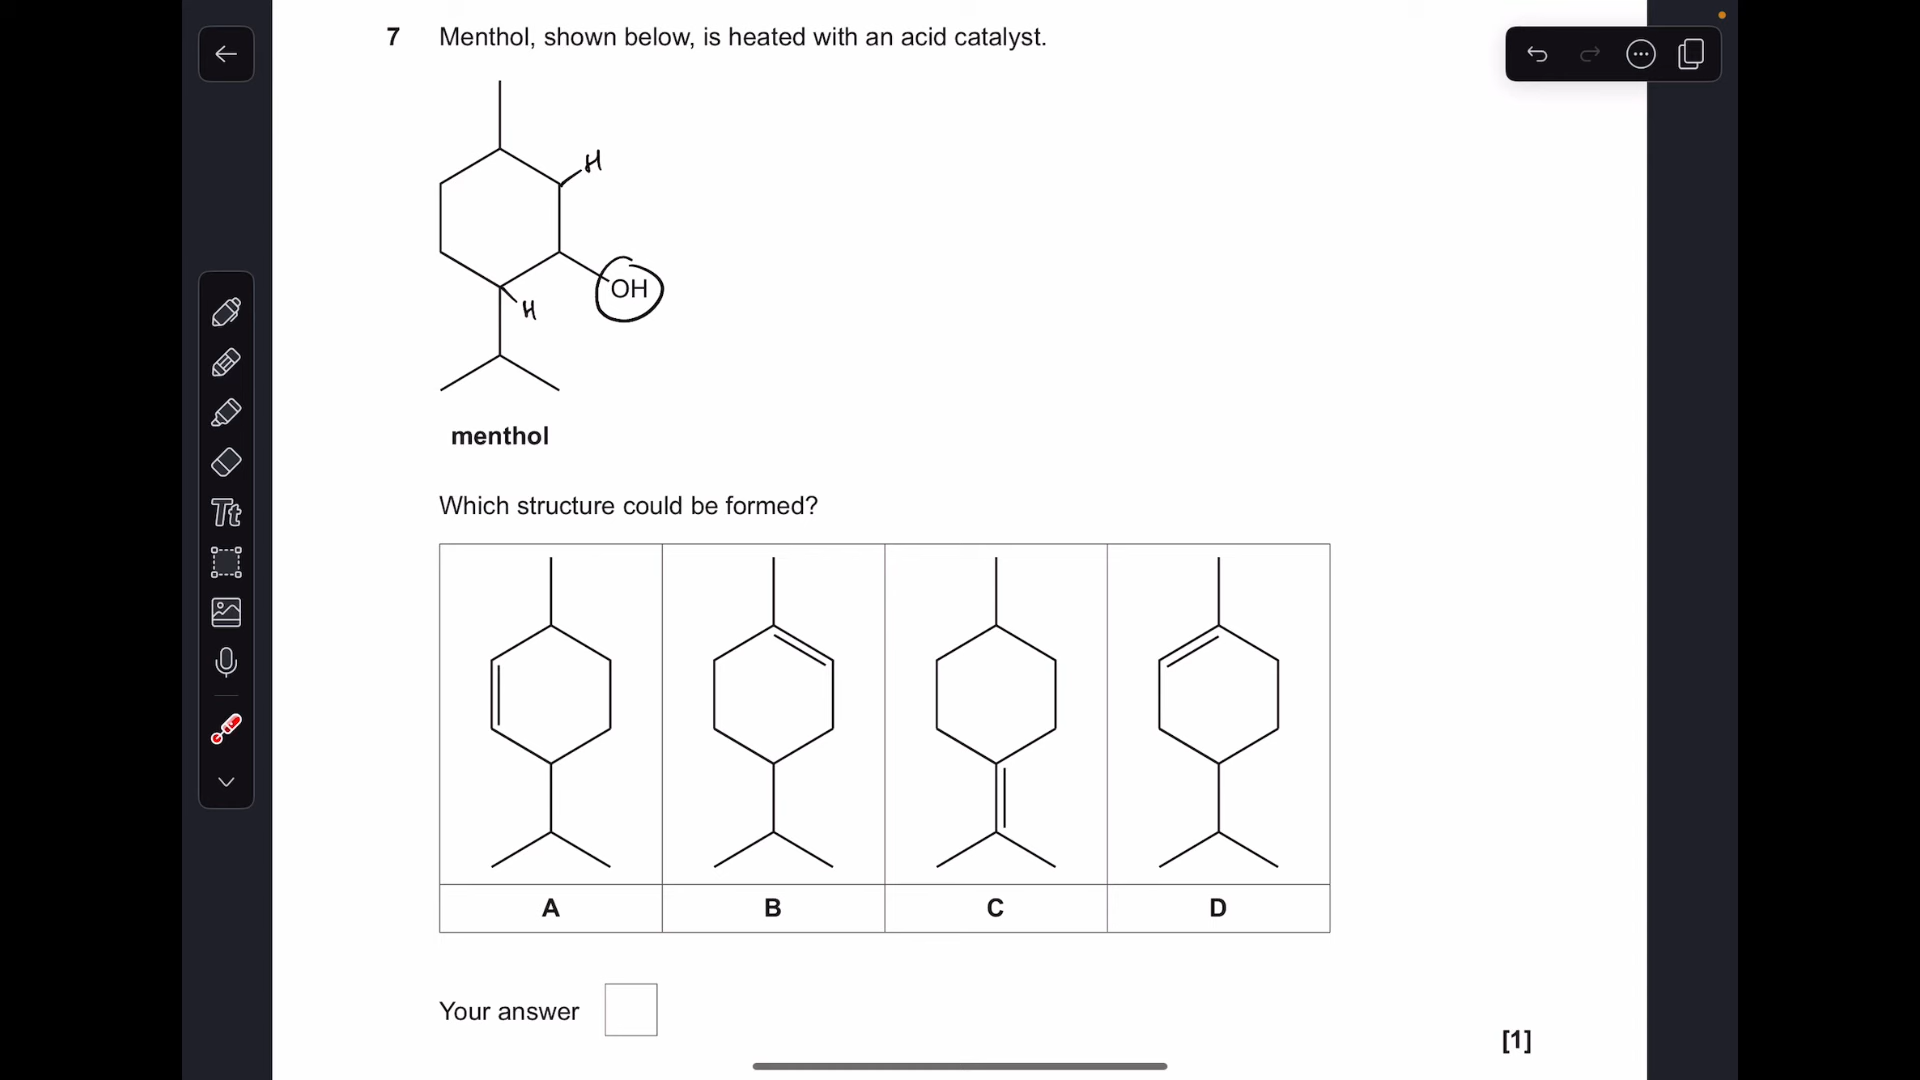 7 Menthol, shown below, is heated with an acid catalyst.
H
OH
H
menthol
Which structure could be formed?
A B C D
Your answer
[1]
Tt